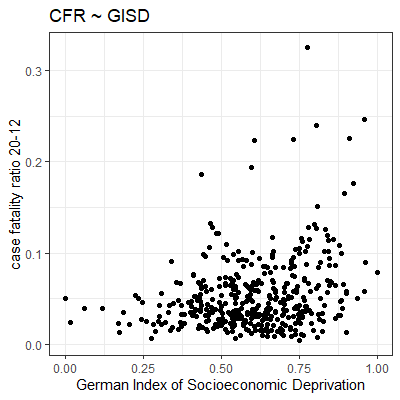 CFR ~ GISD
case fatality ratio 20-12
0.3
0.2
0.1
0.0
0.00 0.25 0.50 0.75 1.00
German Index of Socioeconomic Deprivation